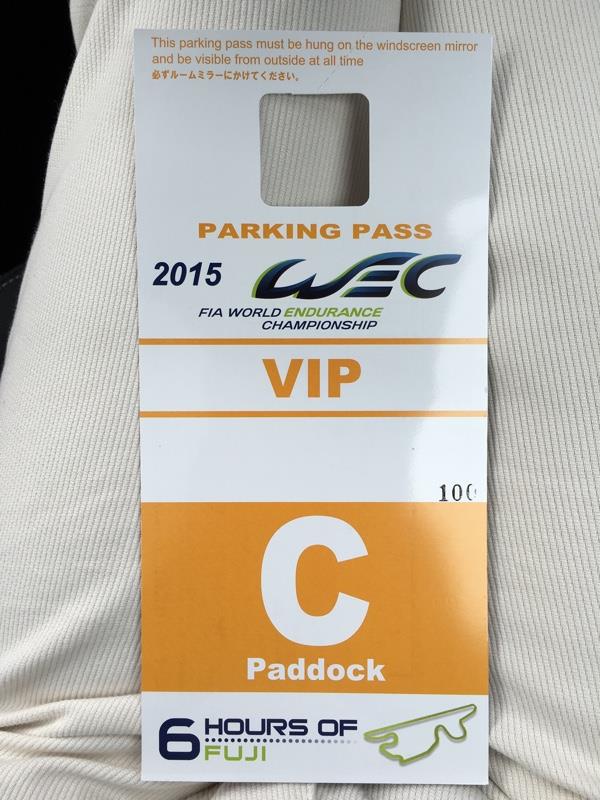 This parking pass must be hung on the windscreen mirror
and be visible from outside at all time
必ずルームミラーにかけてください。
PARKING PASS
2015 WEC
FIA WORLD ENDURANCE
CHAMPIONSHIP
VIP
C
Paddock
6 HOURS OF
FUJI